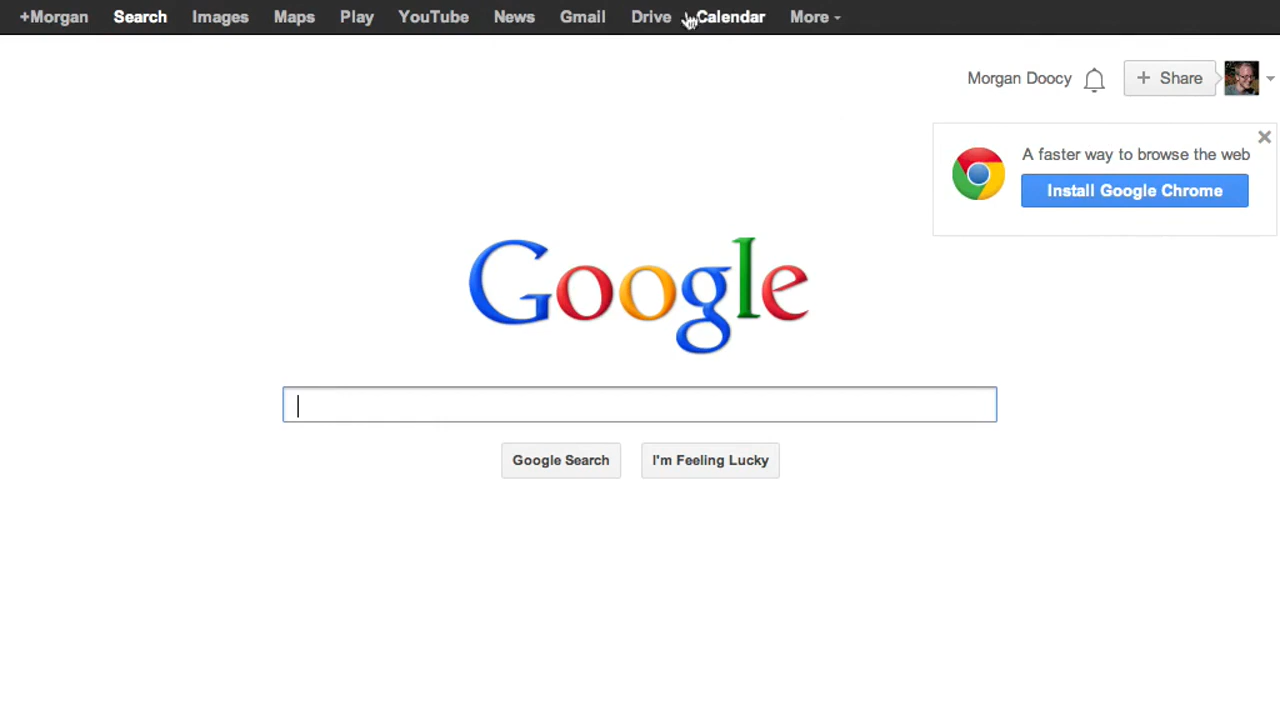 +Morgan Search Images Maps Play YouTube News Gmail Drive Calendar More
Morgan Doocy + Share
A faster way to browse the web
Install Google Chrome
Google
Google Search I'm Feeling Lucky